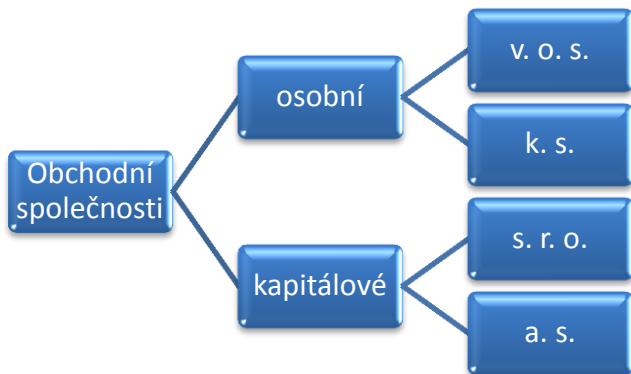 Obchodní
společnosti
osobní
v. o. s.
k. s.
kapitálové
s. r. o.
a. s.